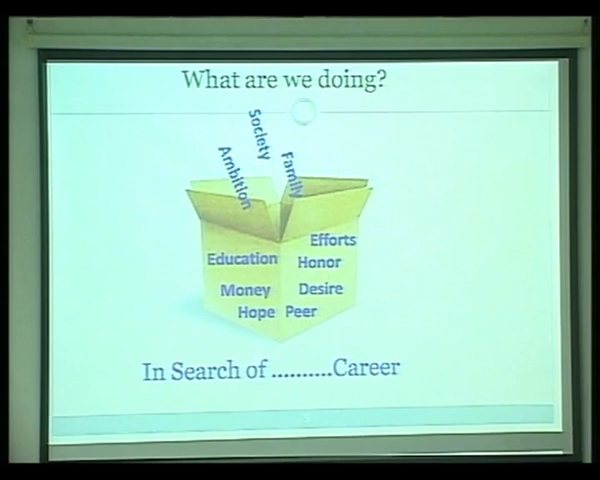 What are we doing?
Society
Ambition
Family
Efforts
Education
Honor
Money
Desire
Hope
Peer
In Search of ..........Career